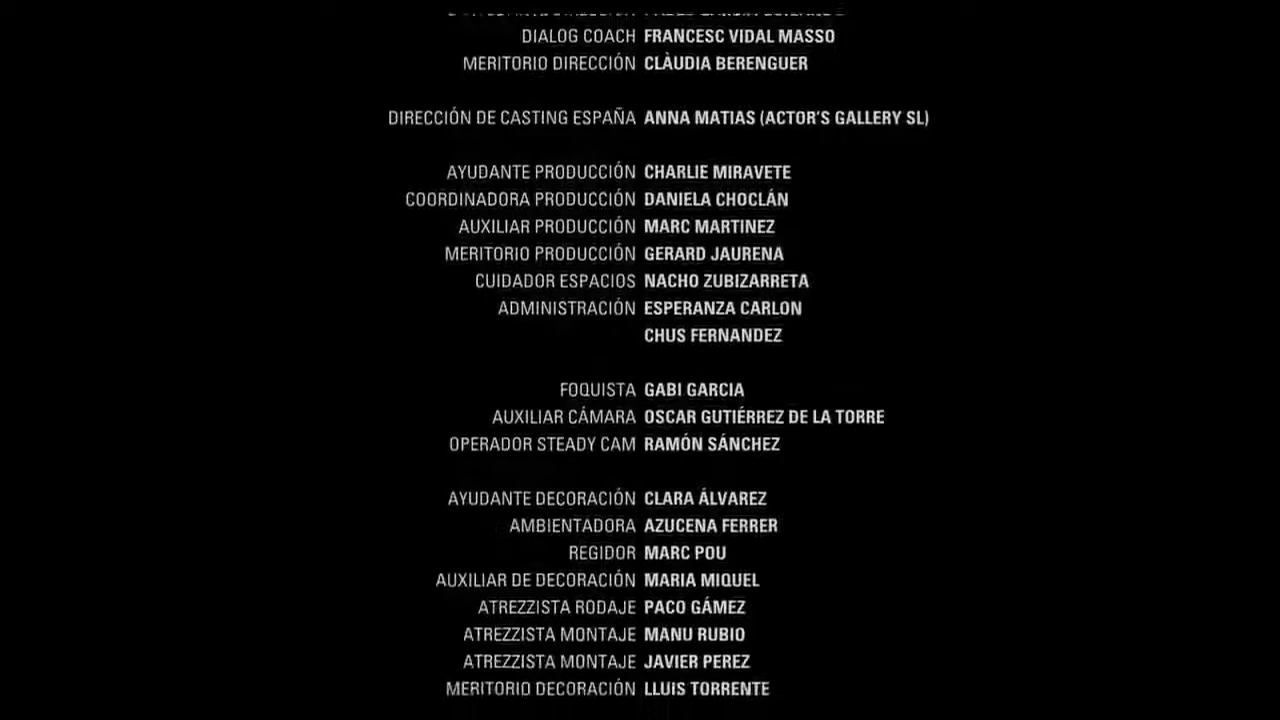 DIALOG COACH FRANCESC VIDAL MASSO
MERITORIO DIRECCIÓN CLÀUDIA BERENGUER
DIRECCIÓN DE CASTING ESPAÑA ANNA MATIAS (ACTOR'S GALLERY SL)
AYUDANTE PRODUCCIÓN CHARLIE MIRAVETE
COORDINADORA PRODUCCIÓN DANIELA CHOCLÁN
AUXILIAR PRODUCCIÓN MARC MARTINEZ
MERITORIO PRODUCCIÓN GERARD JAURENA
CUIDADOR ESPACIOS NACHO ZUBIZARRETA
ADMINISTRACIÓN ESPERANZA CARLON
CHUS FERNANDEZ
FOQUISTA GABI GARCIA
AUXILIAR CÁMARA OSCAR GUTIÉRREZ DE LA TORRE
OPERADOR STEADY CAM RAMÓN SÁNCHEZ
AYUDANTE DECORACIÓN CLARA ÁLVAREZ
AMBIENTADORA AZUCENA FERRER
REGIDOR MARC POU
AUXILIAR DE DECORACIÓN MARIA MIQUEL
ATREZZISTA RODAJE PACO GÁMEZ
ATREZZISTA MONTAJE MANU RUBIO
ATREZZISTA MONTAJE JAVIER PEREZ
MERITORIO DECORACIÓN LLUIS TORRENTE